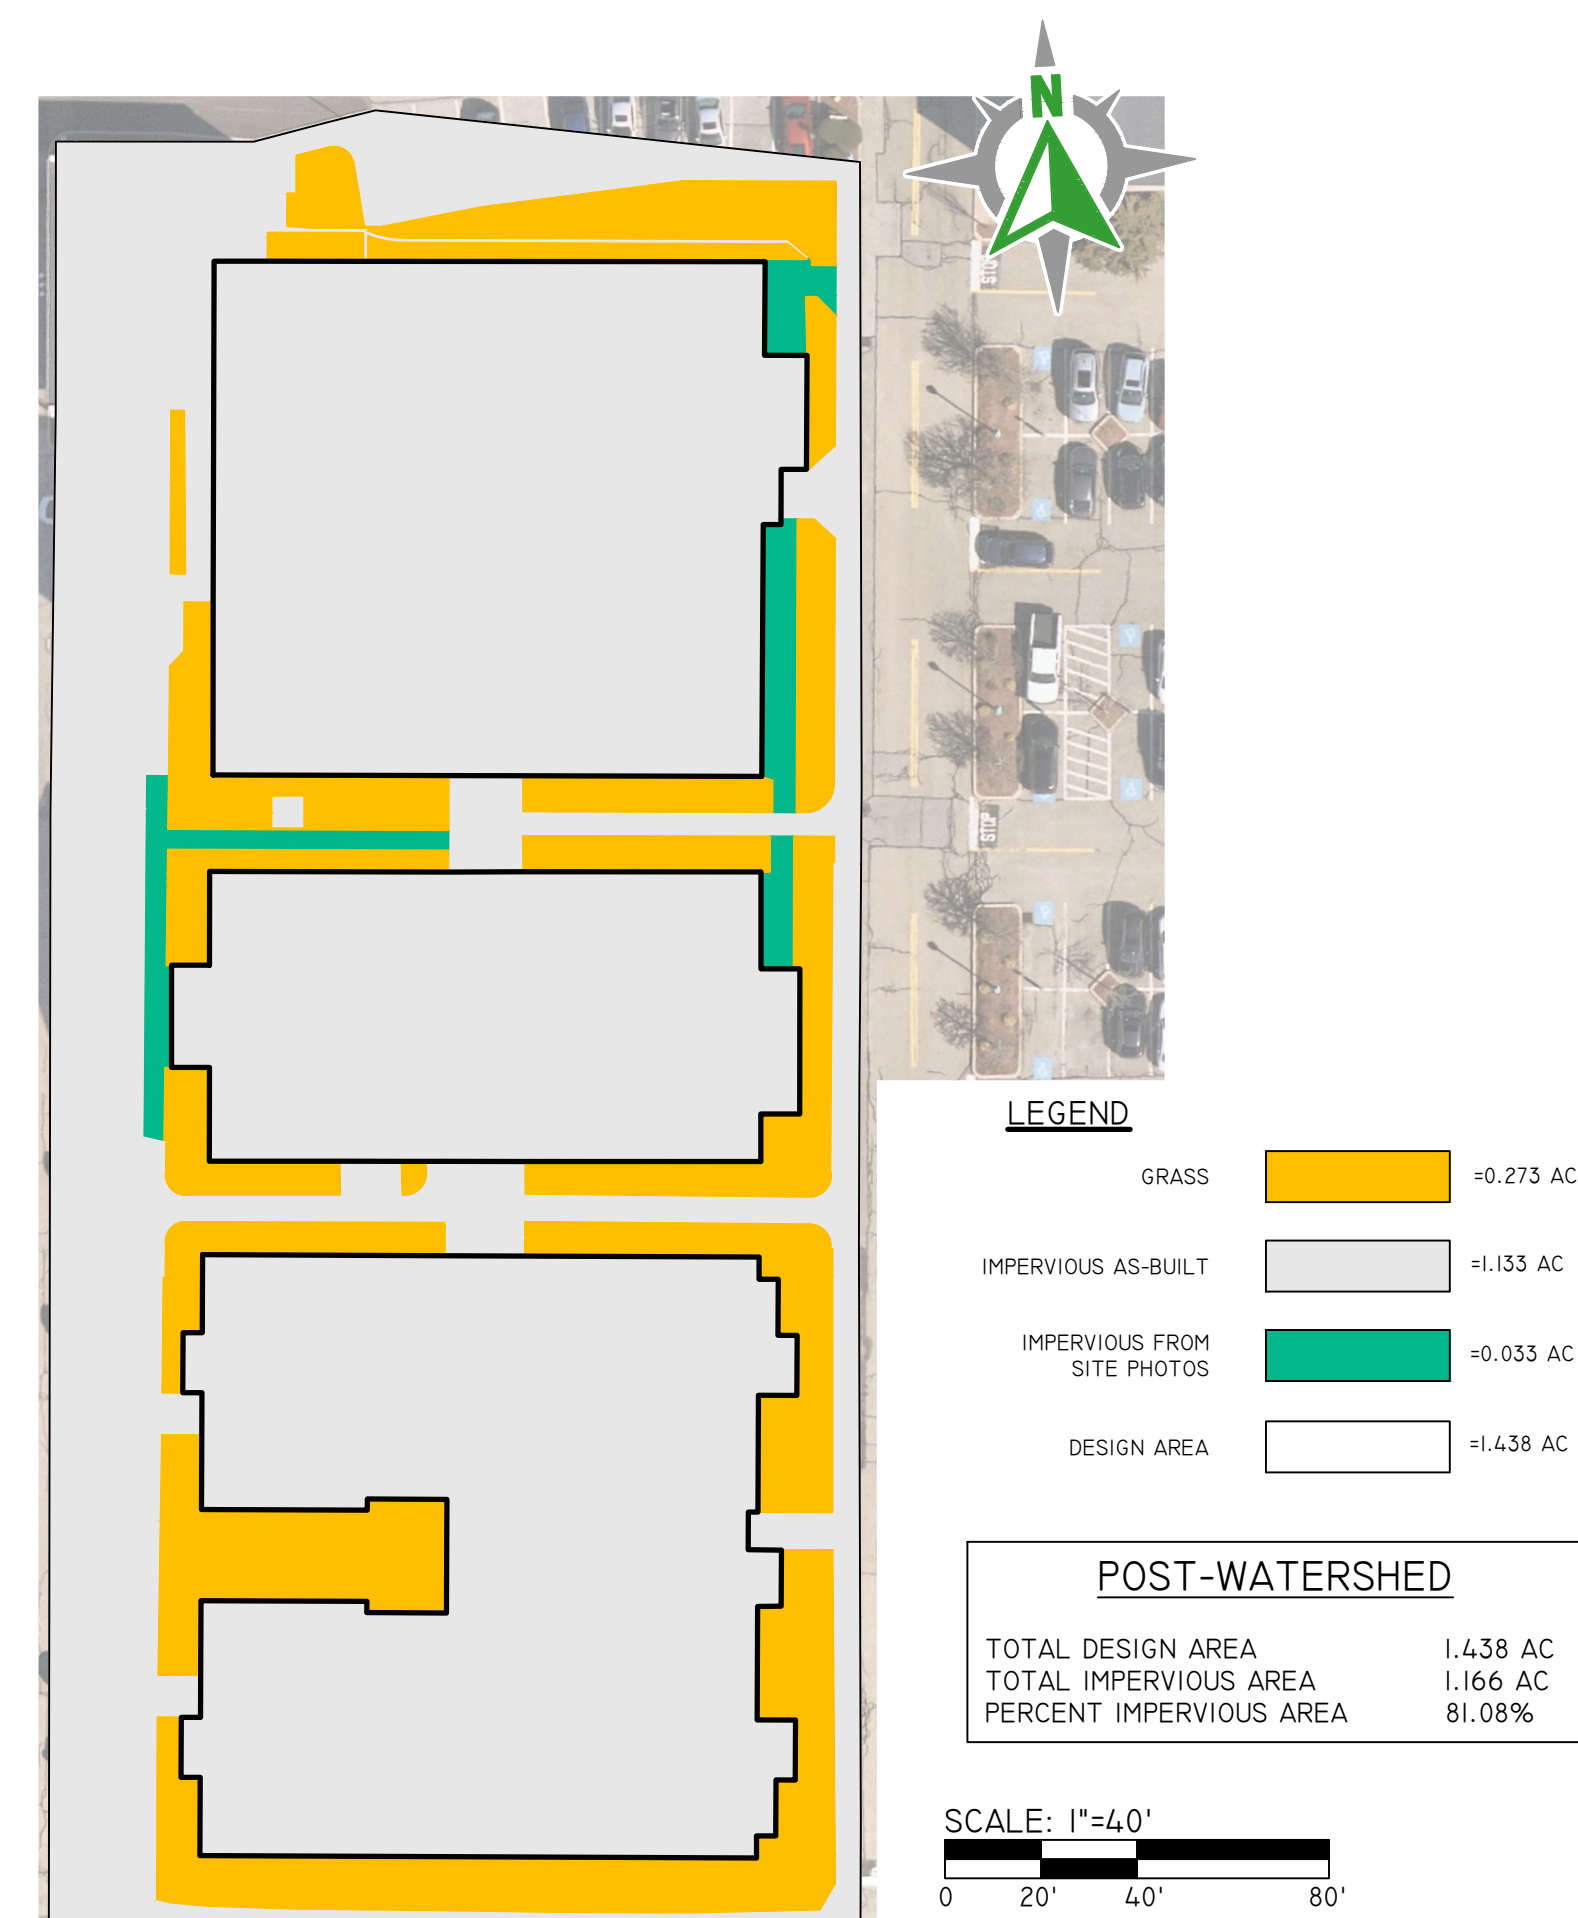 N
STOP
STOP
LEGEND
GRASS =0.273 AC
IMPERVIOUS AS-BUILT =1.133 AC
IMPERVIOUS FROM
SITE PHOTOS =0.033 AC
DESIGN AREA =1.438 AC
POST-WATERSHED
TOTAL DESIGN AREA 1.438 AC
TOTAL IMPERVIOUS AREA 1.166 AC
PERCENT IMPERVIOUS AREA 81.08%
SCALE: 1"=40'
0 20' 40' 80'